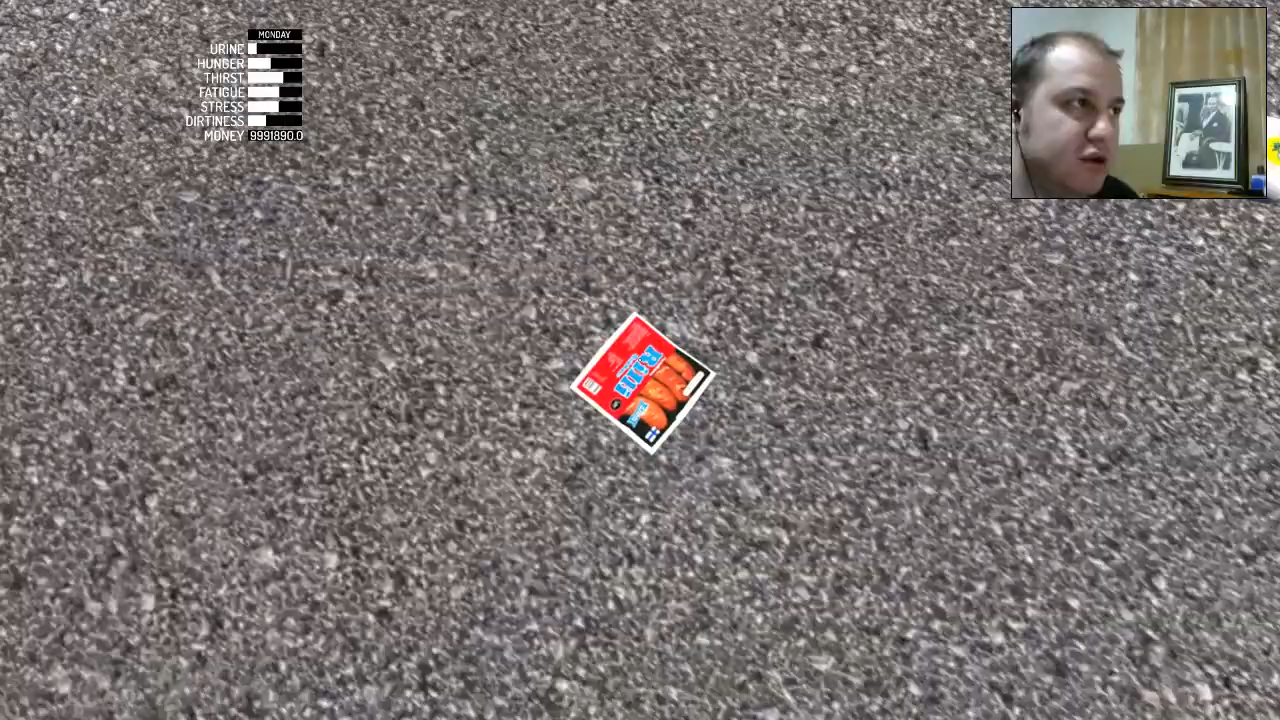 MONDAY
URINE
HUNGER
THIRST
FATIGUE
STRESS
DIRTINESS
MONEY 9991890.0